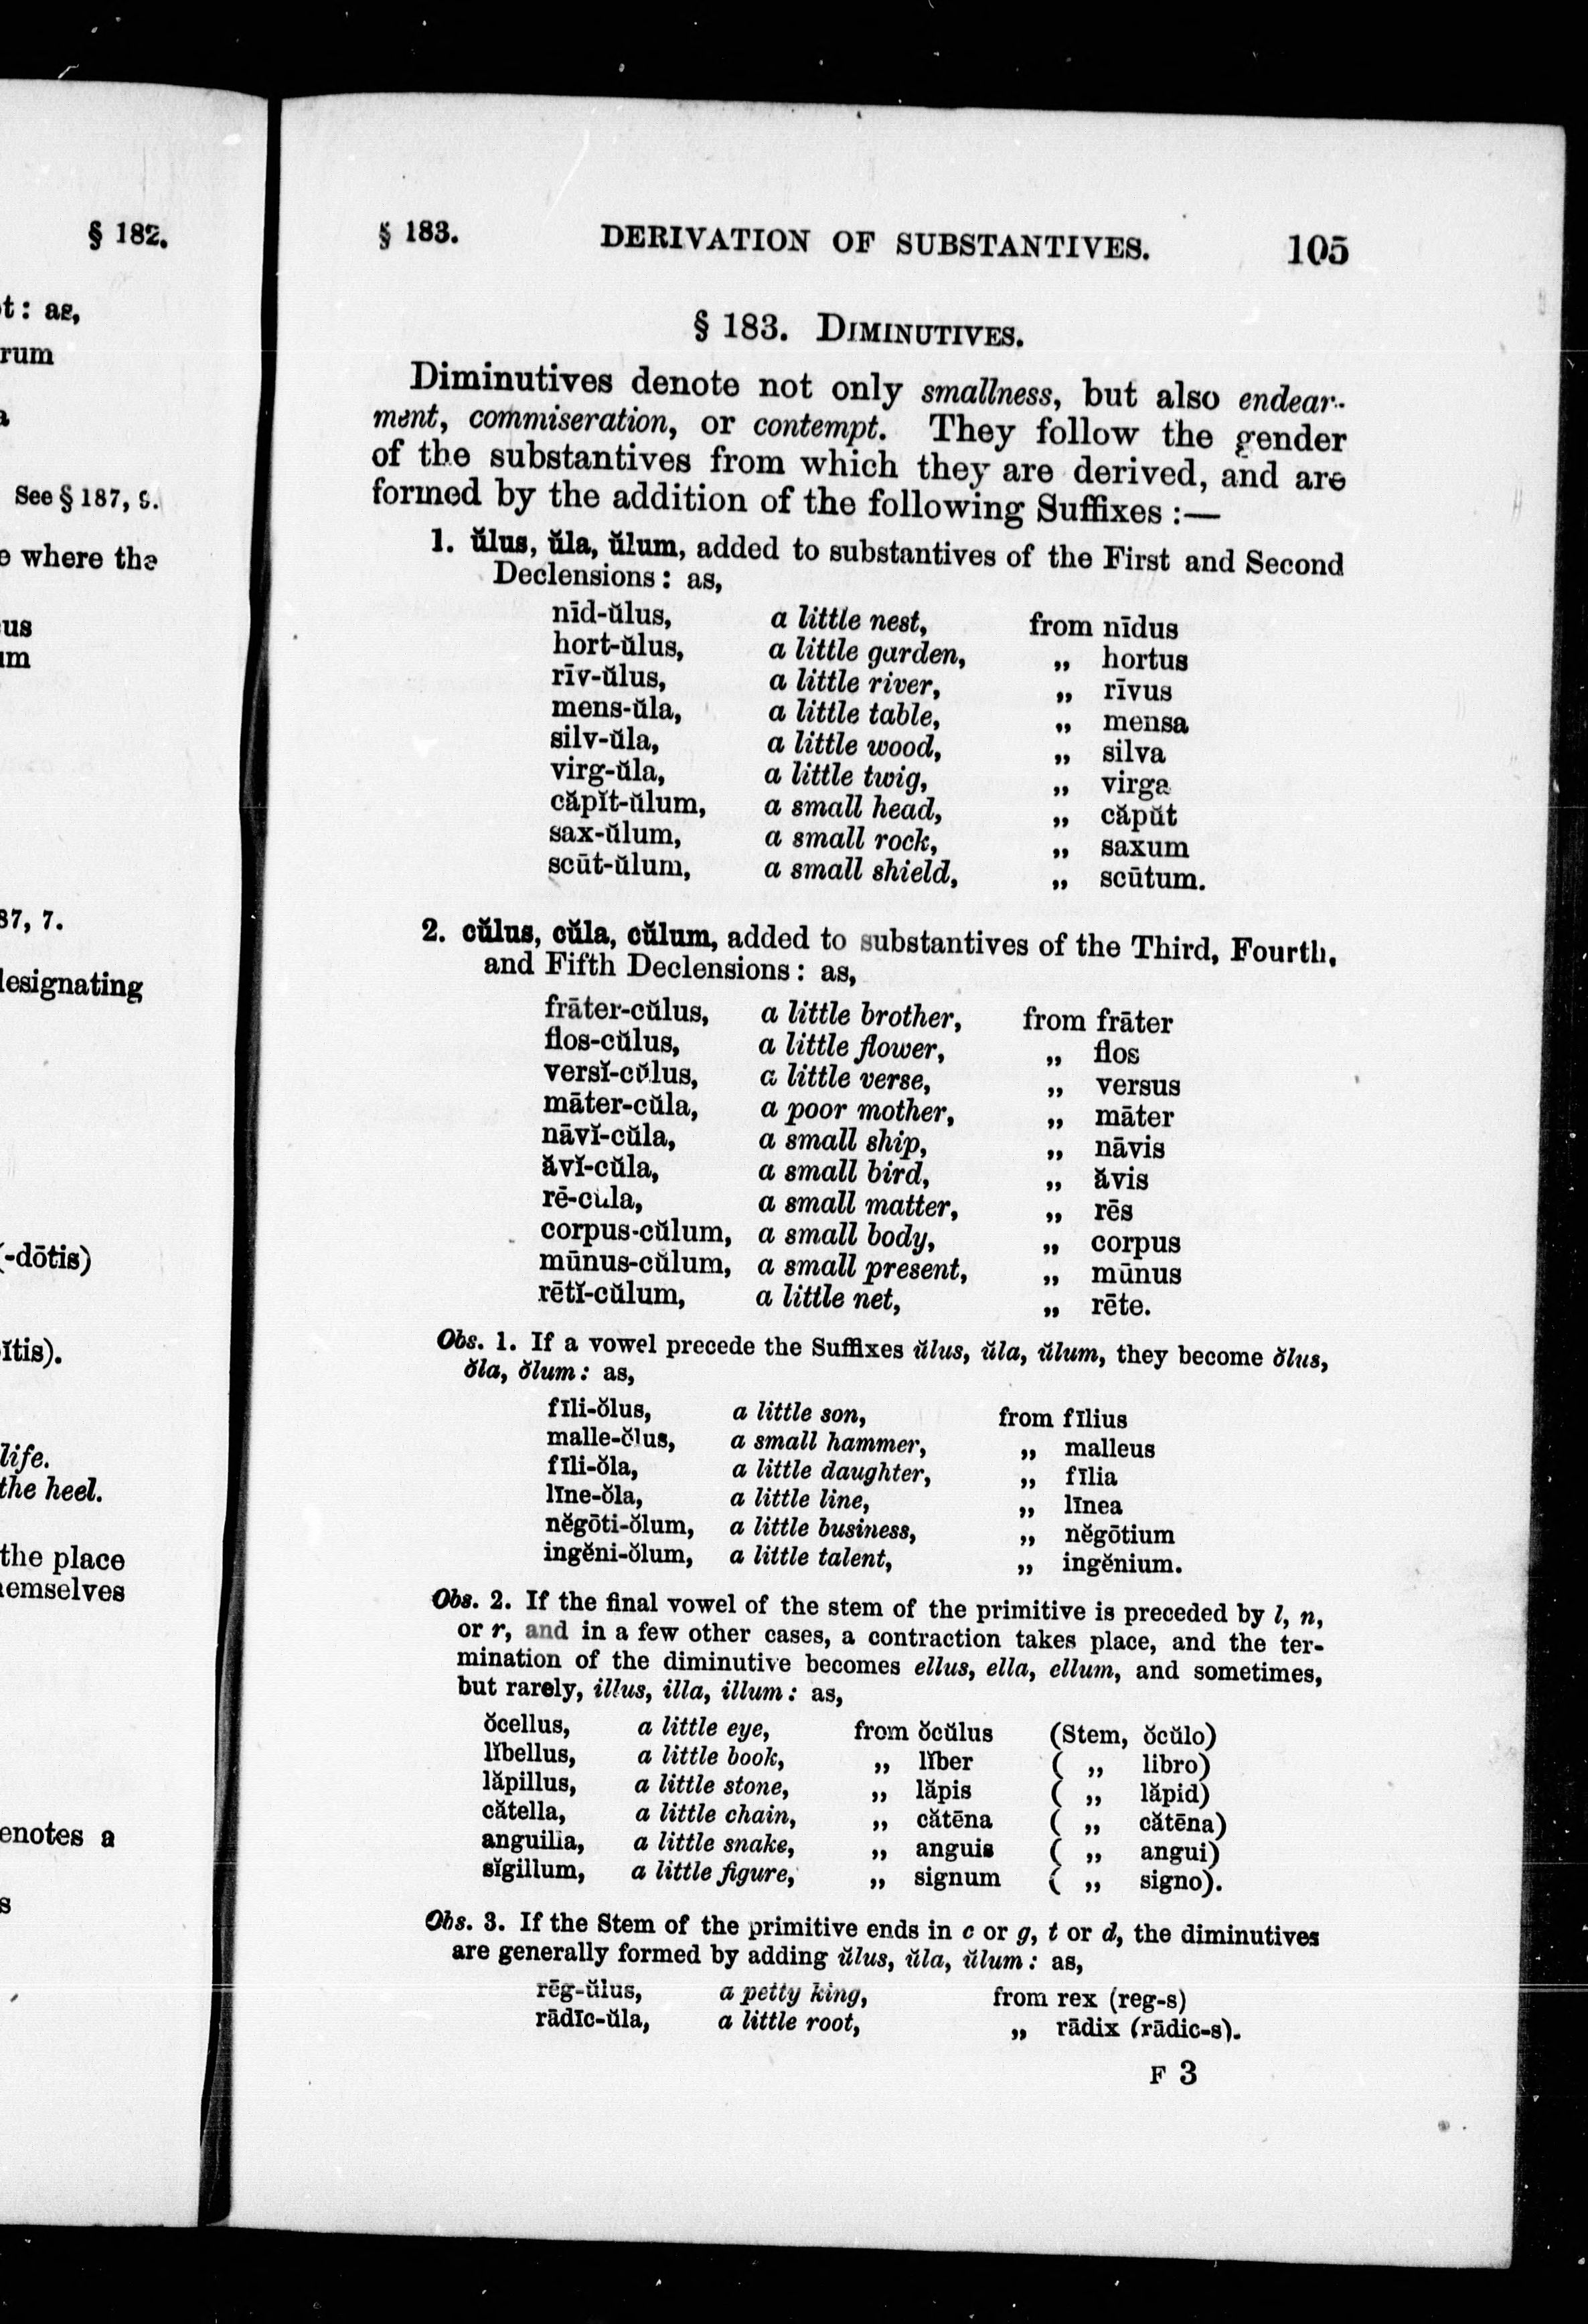 § 182.
t: as,
rum
a
See § 187, 9.
e where the
us
um
87, 7.
designating
(-dōtis)
ĭtis).
life.
the heel.
the place
hemselves
enotes a
s
§ 183. DERIVATION OF SUBSTANTIVES. 105
§ 183. DIMINUTIVES.
Diminutives denote not only smallness, but also endear-
ment, commiseration, or contempt. They follow the gender
of the substantives from which they are derived, and are
formed by the addition of the following Suffixes :—
1. ŭlus, ŭla, ŭlum, added to substantives of the First and Second
Declensions: as,
nīd-ŭlus, a little nest, from nīdus
hort-ŭlus, a little garden, „ hortus
rīv-ŭlus, a little river, „ rīvus
mens-ŭla, a little table, „ mensa
silv-ŭla, a little wood, „ silva
virg-ŭla, a little twig, „ virga
căpĭt-ŭlum, a small head, „ căpŭt
sax-ŭlum, a small rock, „ saxum
scūt-ŭlum, a small shield, „ scūtum.
2. cŭlus, cŭla, cŭlum, added to substantives of the Third, Fourth,
and Fifth Declensions: as,
frāter-cŭlus, a little brother, from frāter
flos-cŭlus, a little flower, „ flos
versĭ-cŭlus, a little verse, „ versus
māter-cŭla, a poor mother, „ māter
nāvĭ-cŭla, a small ship, „ nāvis
ăvĭ-cŭla, a small bird, „ ăvis
rē-cŭla, a small matter, „ rēs
corpus-cŭlum, a small body, „ corpus
mūnus-cŭlum, a small present, „ mūnus
rētĭ-cŭlum, a little net, „ rēte.
Obs. 1. If a vowel precede the Suffixes ŭlus, ŭla, ŭlum, they become ŏlus,
ŏla, ŏlum: as,
fīli-ŏlus, a little son, from fīlius
malle-ŏlus, a small hammer, „ malleus
fīli-ŏla, a little daughter, „ fīlia
līne-ŏla, a little line, „ līnea
nĕgōti-ŏlum, a little business, „ nĕgōtium
ingĕni-ŏlum, a little talent, „ ingĕnium.
Obs. 2. If the final vowel of the stem of the primitive is preceded by l, n,
or r, and in a few other cases, a contraction takes place, and the ter-
mination of the diminutive becomes ellus, ella, ellum, and sometimes,
but rarely, illus, illa, illum: as,
ŏcellus, a little eye, from ŏcŭlus (Stem, ŏcŭlo)
lĭbellus, a little book, „ lĭber ( „ libro)
lăpillus, a little stone, „ lăpis ( „ lăpid)
cătella, a little chain, „ cătēna ( „ cătēna)
anguilla, a little snake, „ anguis ( „ angui)
sĭgillum, a little figure, „ signum ( „ signo).
Obs. 3. If the Stem of the primitive ends in c or g, t or d, the diminutives
are generally formed by adding ŭlus, ŭla, ŭlum: as,
rēg-ŭlus, a petty king, from rex (reg-s)
rādīc-ŭla, a little root, „ rādix (rādic-s).
F 3